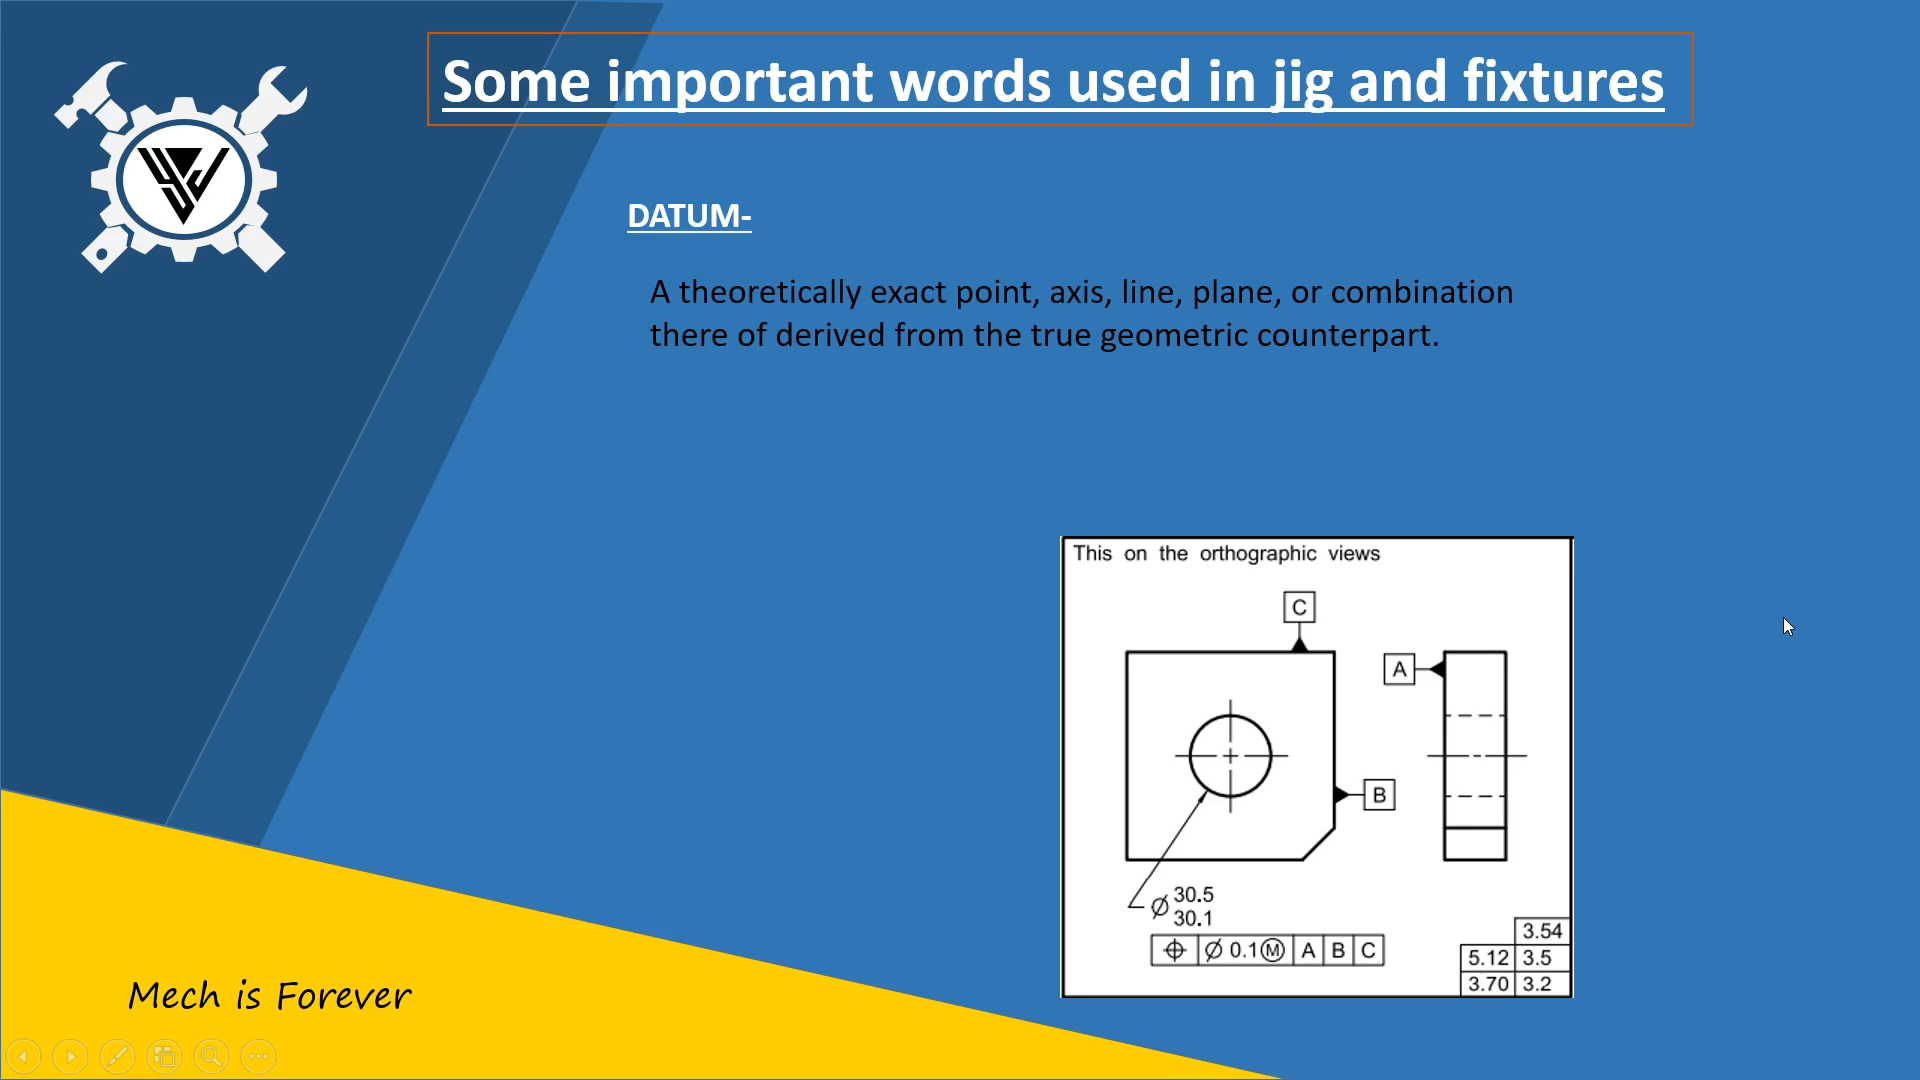 Some important words used in jig and fixtures
DATUM-
A theoretically exact point, axis, line, plane, or combination
there of derived from the true geometric counterpart.
This on the orthographic views
C
A
B
Ø 30.5
30.1
⌖ Ø 0.1Ⓜ A B C
3.54
5.12 3.5
3.70 3.2
Mech is Forever